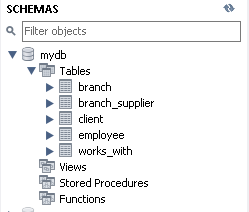 SCHEMAS
Filter objects
mydb
Tables
branch
branch_supplier
client
employee
works_with
Views
Stored Procedures
Functions